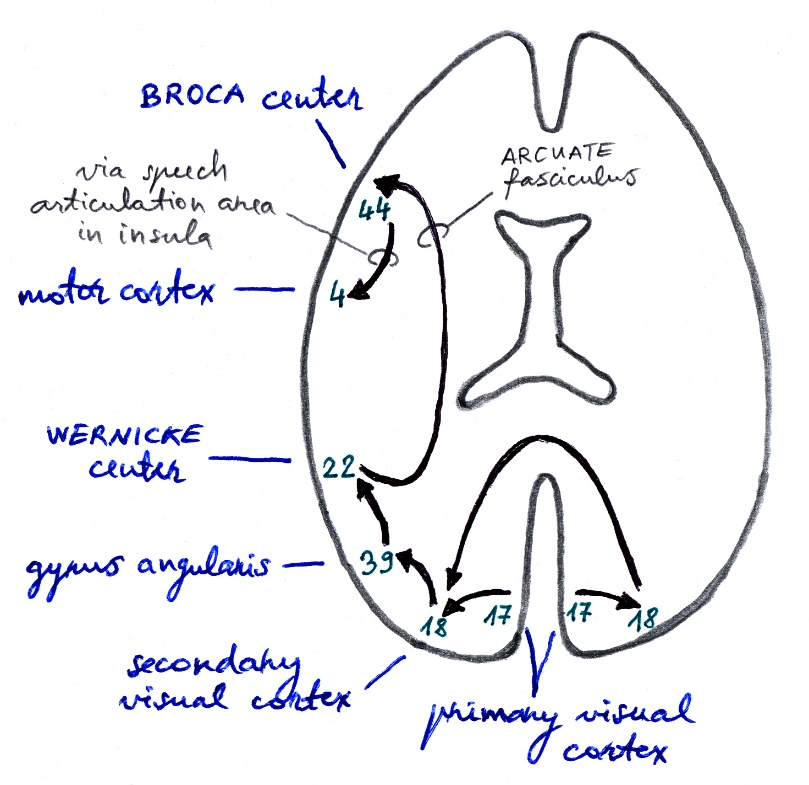 BROCA center
via speech
articulation area
in insula
ARCUATE
fasciculus
44
4
motor cortex
WERNICKE
center
22
gyrus angularis
39
18
17
17
18
secondary
visual cortex
primary visual
cortex